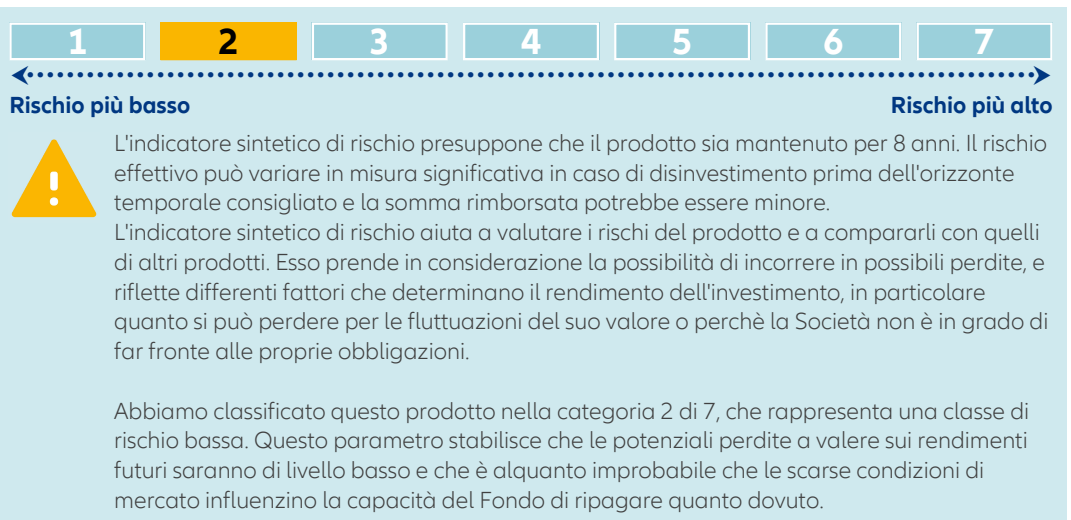 1 2 3 4 5 6 7
Rischio più basso Rischio più alto
L'indicatore sintetico di rischio presuppone che il prodotto sia mantenuto per 8 anni. Il rischio
effettivo può variare in misura significativa in caso di disinvestimento prima dell'orizzonte
temporale consigliato e la somma rimborsata potrebbe essere minore.
L'indicatore sintetico di rischio aiuta a valutare i rischi del prodotto e a compararli con quelli
di altri prodotti. Esso prende in considerazione la possibilità di incorrere in possibili perdite, e
riflette differenti fattori che determinano il rendimento dell'investimento, in particolare
quanto si può perdere per le fluttuazioni del suo valore o perchè la Società non è in grado di
far fronte alle proprie obbligazioni.
Abbiamo classificato questo prodotto nella categoria 2 di 7, che rappresenta una classe di
rischio bassa. Questo parametro stabilisce che le potenziali perdite a valere sui rendimenti
futuri saranno di livello basso e che è alquanto improbabile che le scarse condizioni di
mercato influenzino la capacità del Fondo di ripagare quanto dovuto.